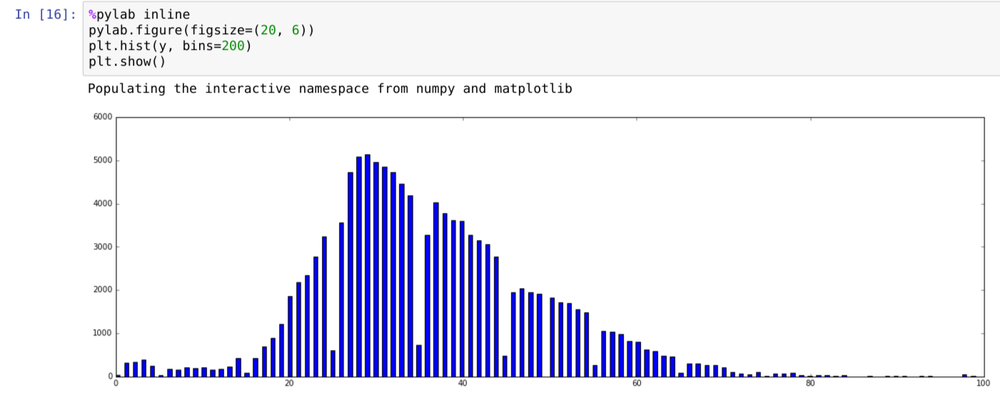 In [16]: %pylab inline
pylab.figure(figsize=(20, 6))
plt.hist(y, bins=200)
plt.show()
Populating the interactive namespace from numpy and matplotlib
6000
5000
4000
3000
2000
1000
0
0 20 40 60 80 100